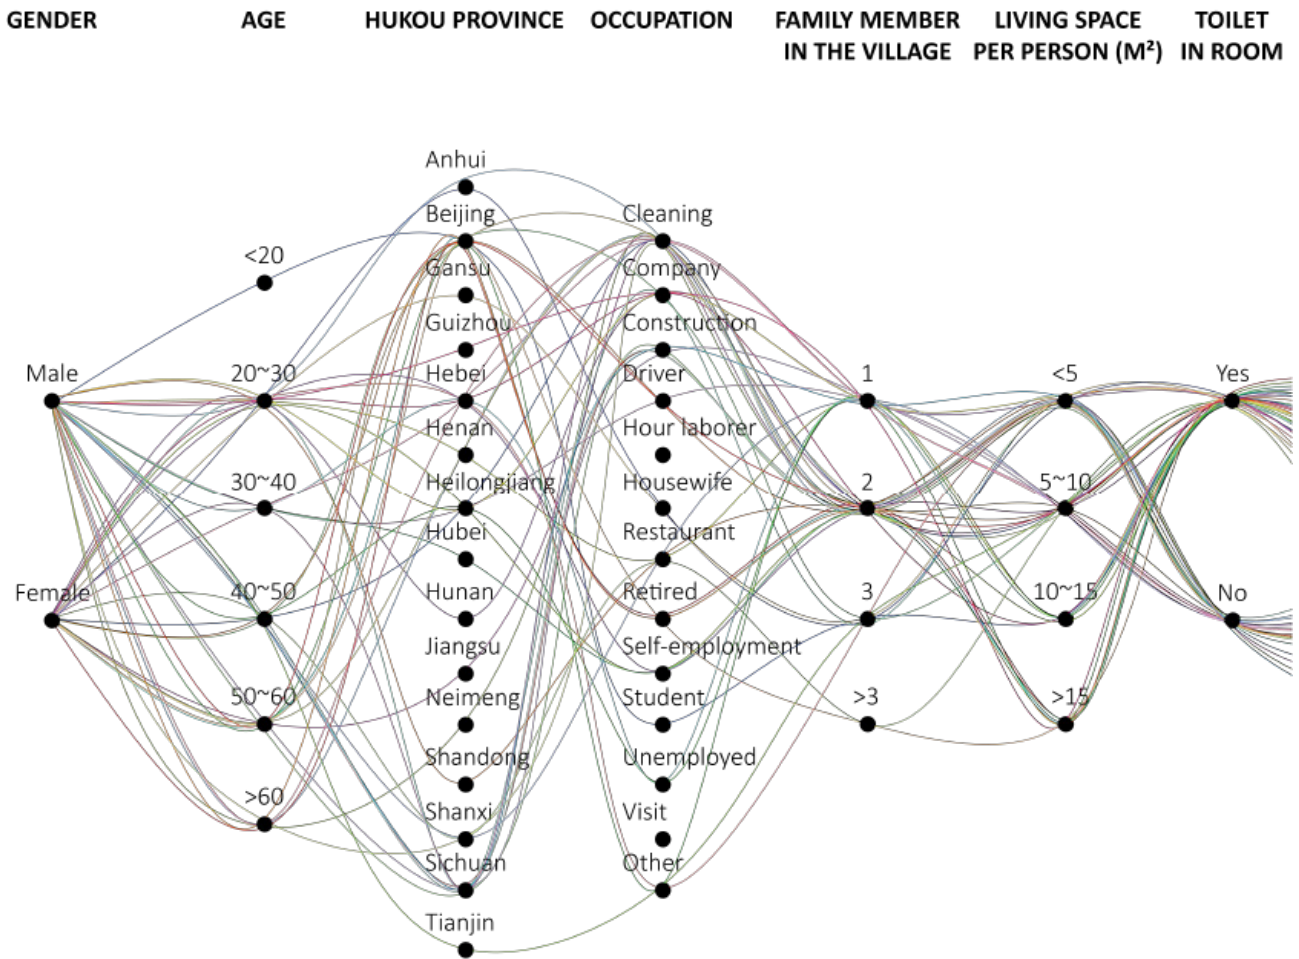 GENDER
AGE
HUKOU PROVINCE
OCCUPATION
FAMILY MEMBER
IN THE VILLAGE
LIVING SPACE
PER PERSON (M²)
TOILET
IN ROOM
Male
Female
<20
20~30
30~40
40~50
50~60
>60
Anhui
Beijing
Gansu
Guizhou
Hebei
Henan
Heilongjiang
Hubei
Hunan
Jiangsu
Neimeng
Shandong
Shanxi
Sichuan
Tianjin
Cleaning
Company
Construction
Driver
Hour laborer
Housewife
Restaurant
Retired
Self-employment
Student
Unemployed
Visit
Other
1
2
3
>3
<5
5~10
10~15
>15
Yes
No